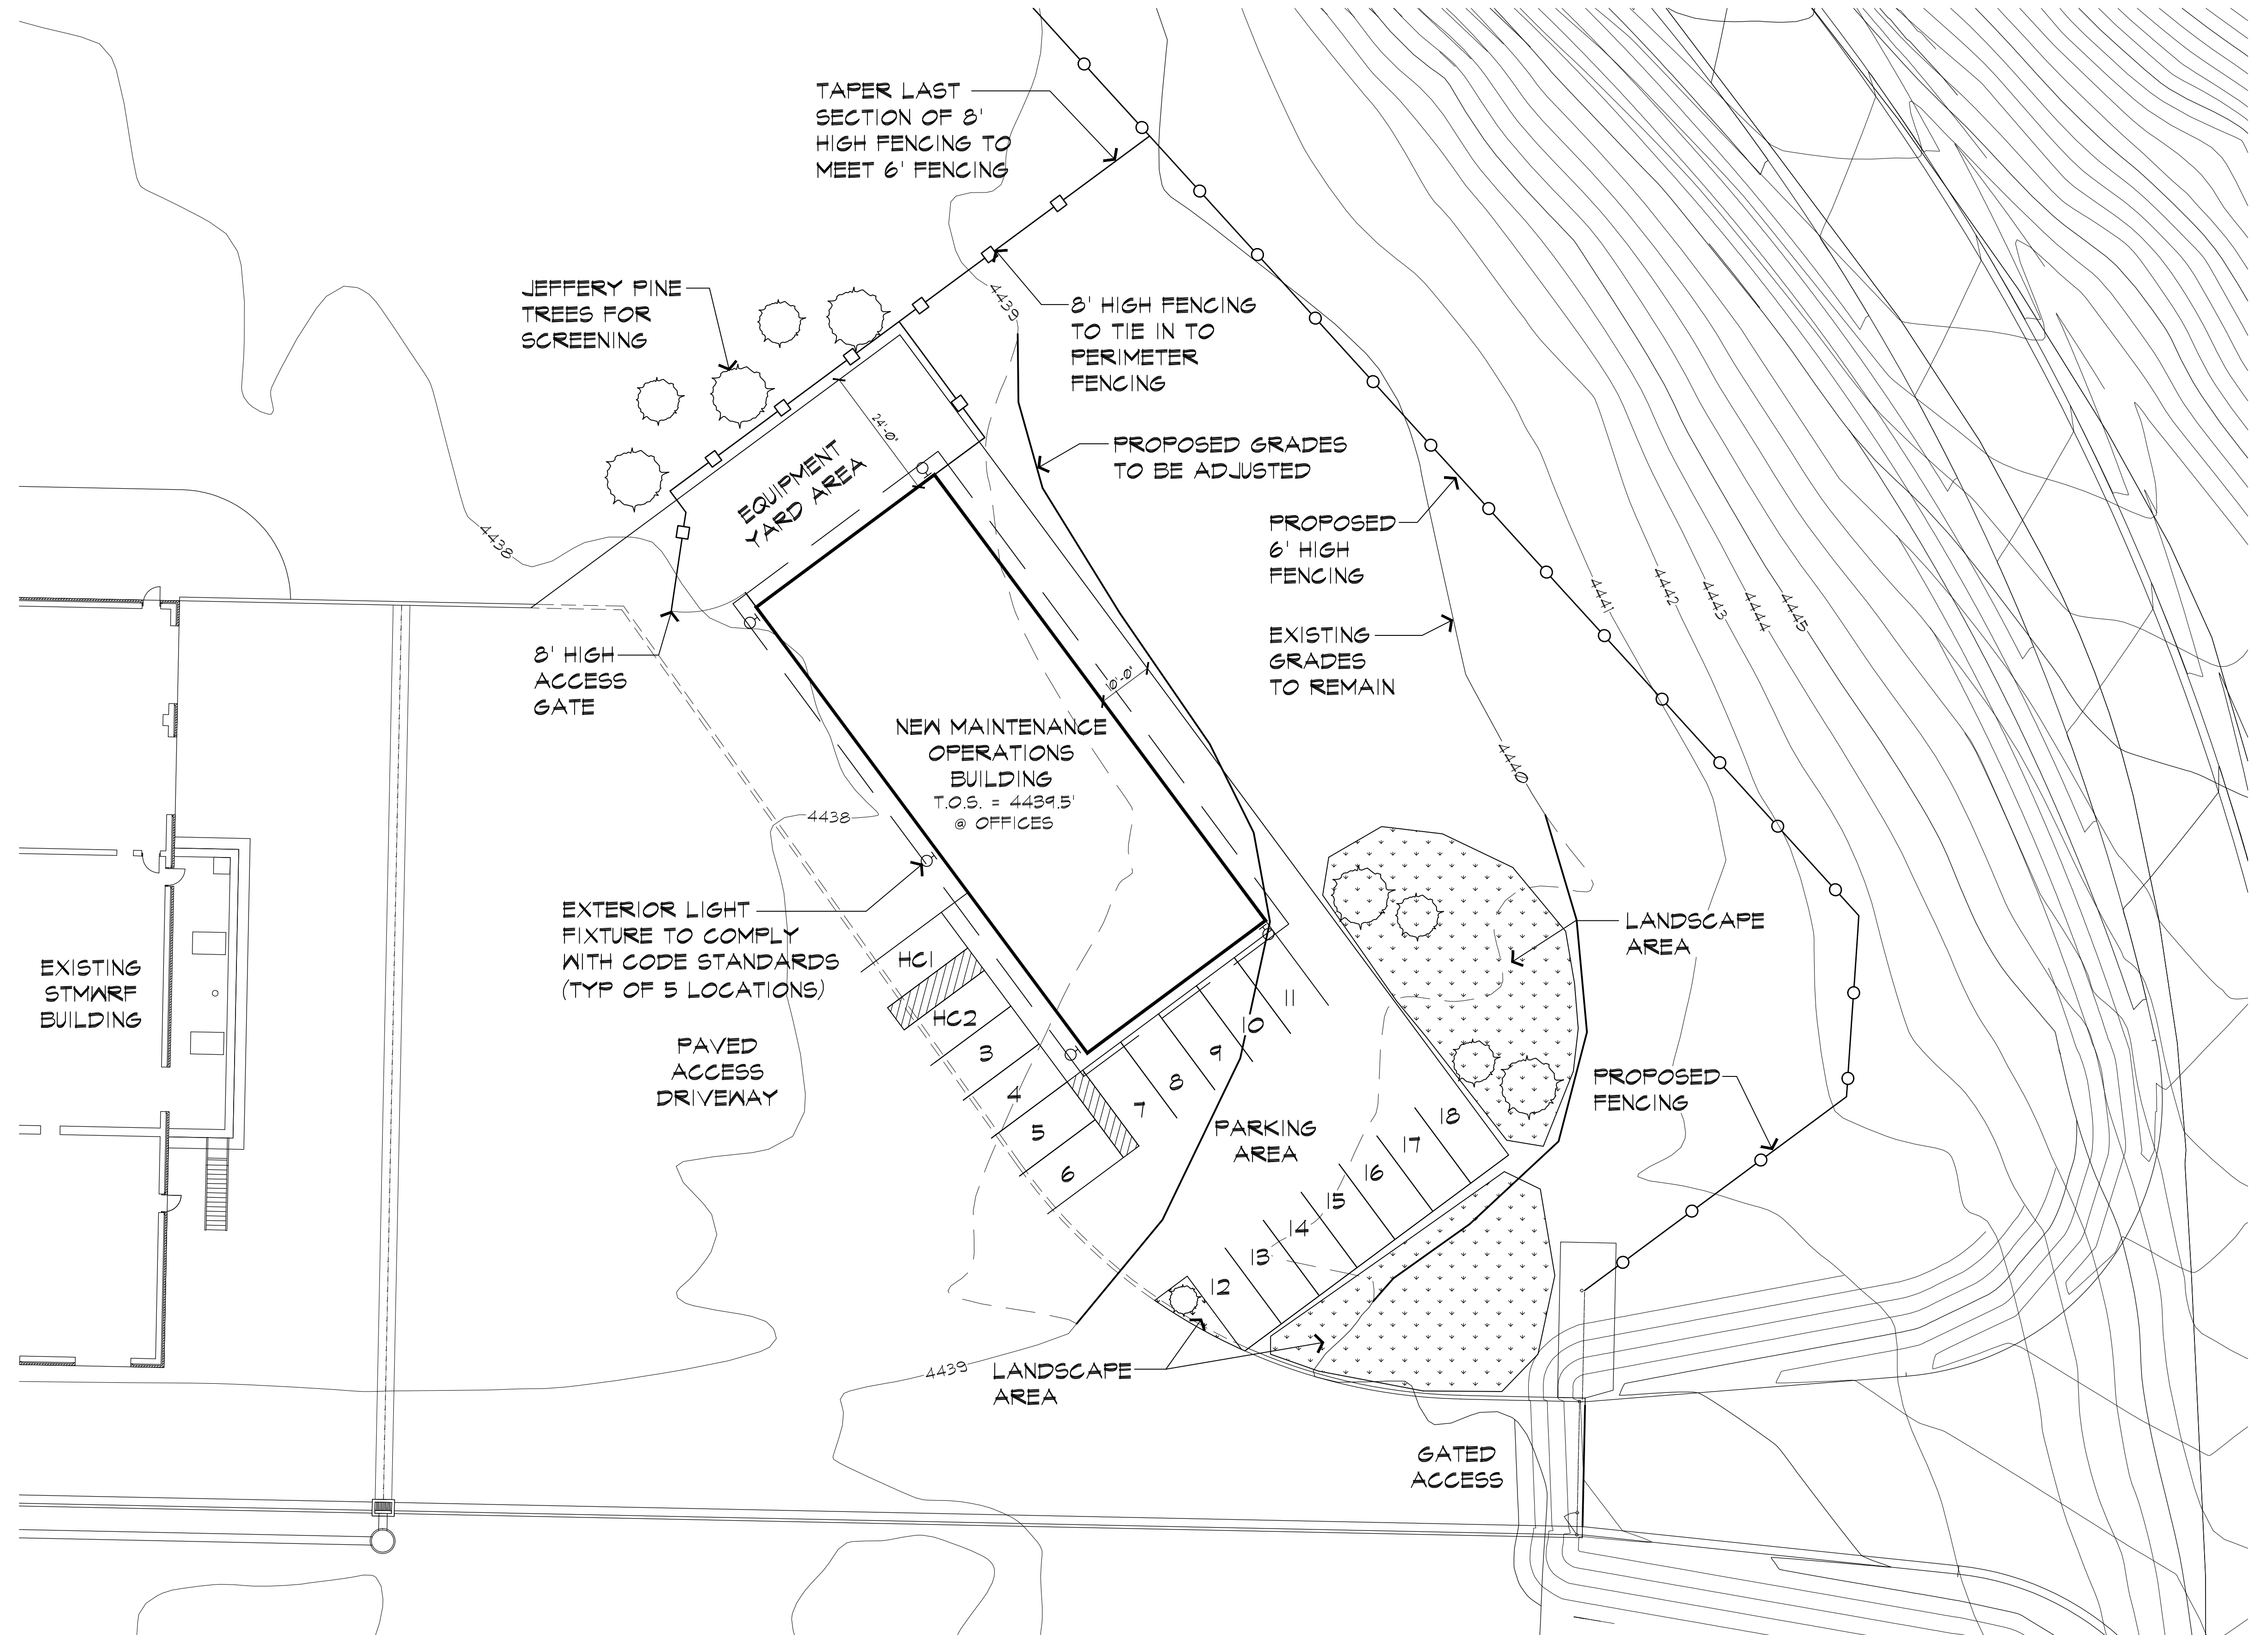 TAPER LAST
SECTION OF 8'
HIGH FENCING TO
MEET 6' FENCING
JEFFERY PINE
TREES FOR
SCREENING
4439
8' HIGH FENCING
TO TIE IN TO
PERIMETER
FENCING
24'-0"
EQUIPMENT
YARD AREA
PROPOSED GRADES
TO BE ADJUSTED
PROPOSED
6' HIGH
FENCING
4438
4441
4442
4443
4444
4445
EXISTING
GRADES
TO REMAIN
8' HIGH
ACCESS
GATE
10'-0"
NEW MAINTENANCE
OPERATIONS
BUILDING
T.O.S. = 4439.5'
@ OFFICES
4440
4438
EXTERIOR LIGHT
FIXTURE TO COMPLY
WITH CODE STANDARDS
(TYP OF 5 LOCATIONS)
LANDSCAPE
AREA
EXISTING
STMWRF
BUILDING
HC1
HC2
3
4
5
6
7
8
9
10
11
PAVED
ACCESS
DRIVEWAY
PROPOSED
FENCING
PARKING
AREA
18
17
16
15
14
13
12
4439
LANDSCAPE
AREA
GATED
ACCESS